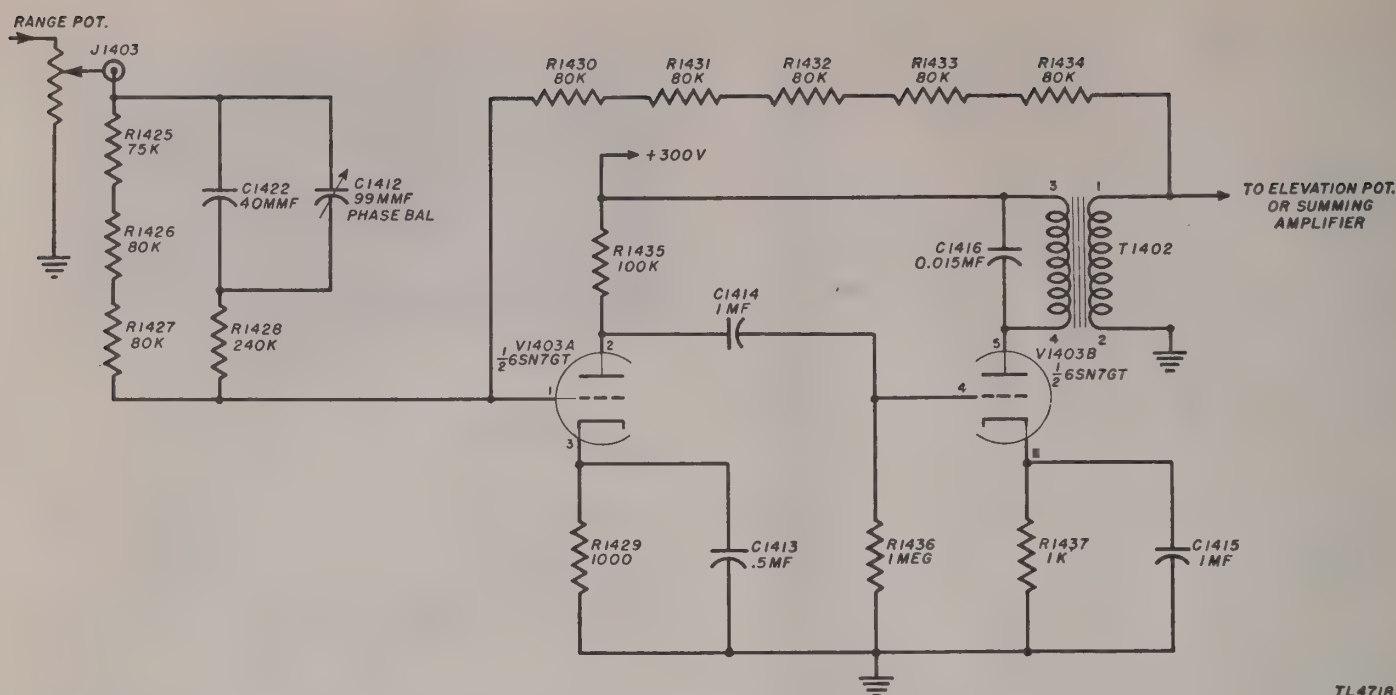 RANGE POT.
J1403
R1425
75K
R1426
80K
R1427
80K
C1422
40MMF
C1412
99MMF
PHASE BAL
R1428
240K
R1430
80K
R1431
80K
R1432
80K
R1433
80K
R1434
80K
+300V
R1435
100K
C1414
1MF
V1403A
1/2 6SN7GT
1
2
3
R1429
1000
C1413
.5MF
R1436
1MEG
C1416
0.015MF
3
1
4
2
T1402
TO ELEVATION POT.
OR SUMMING
AMPLIFIER
5
4
V1403B
1/2 6SN7GT
R1437
1K
C1415
1MF
TL4718